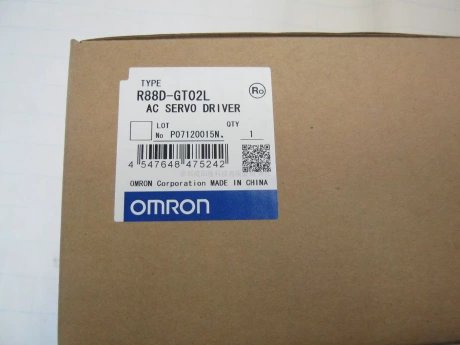 TYPE
R88D-GT02L
Ro
AC SERVO DRIVER
LOT QTY
No P07120015N. 1
4 547648 475242
OMRON Corporation MADE IN CHINA
OMRON